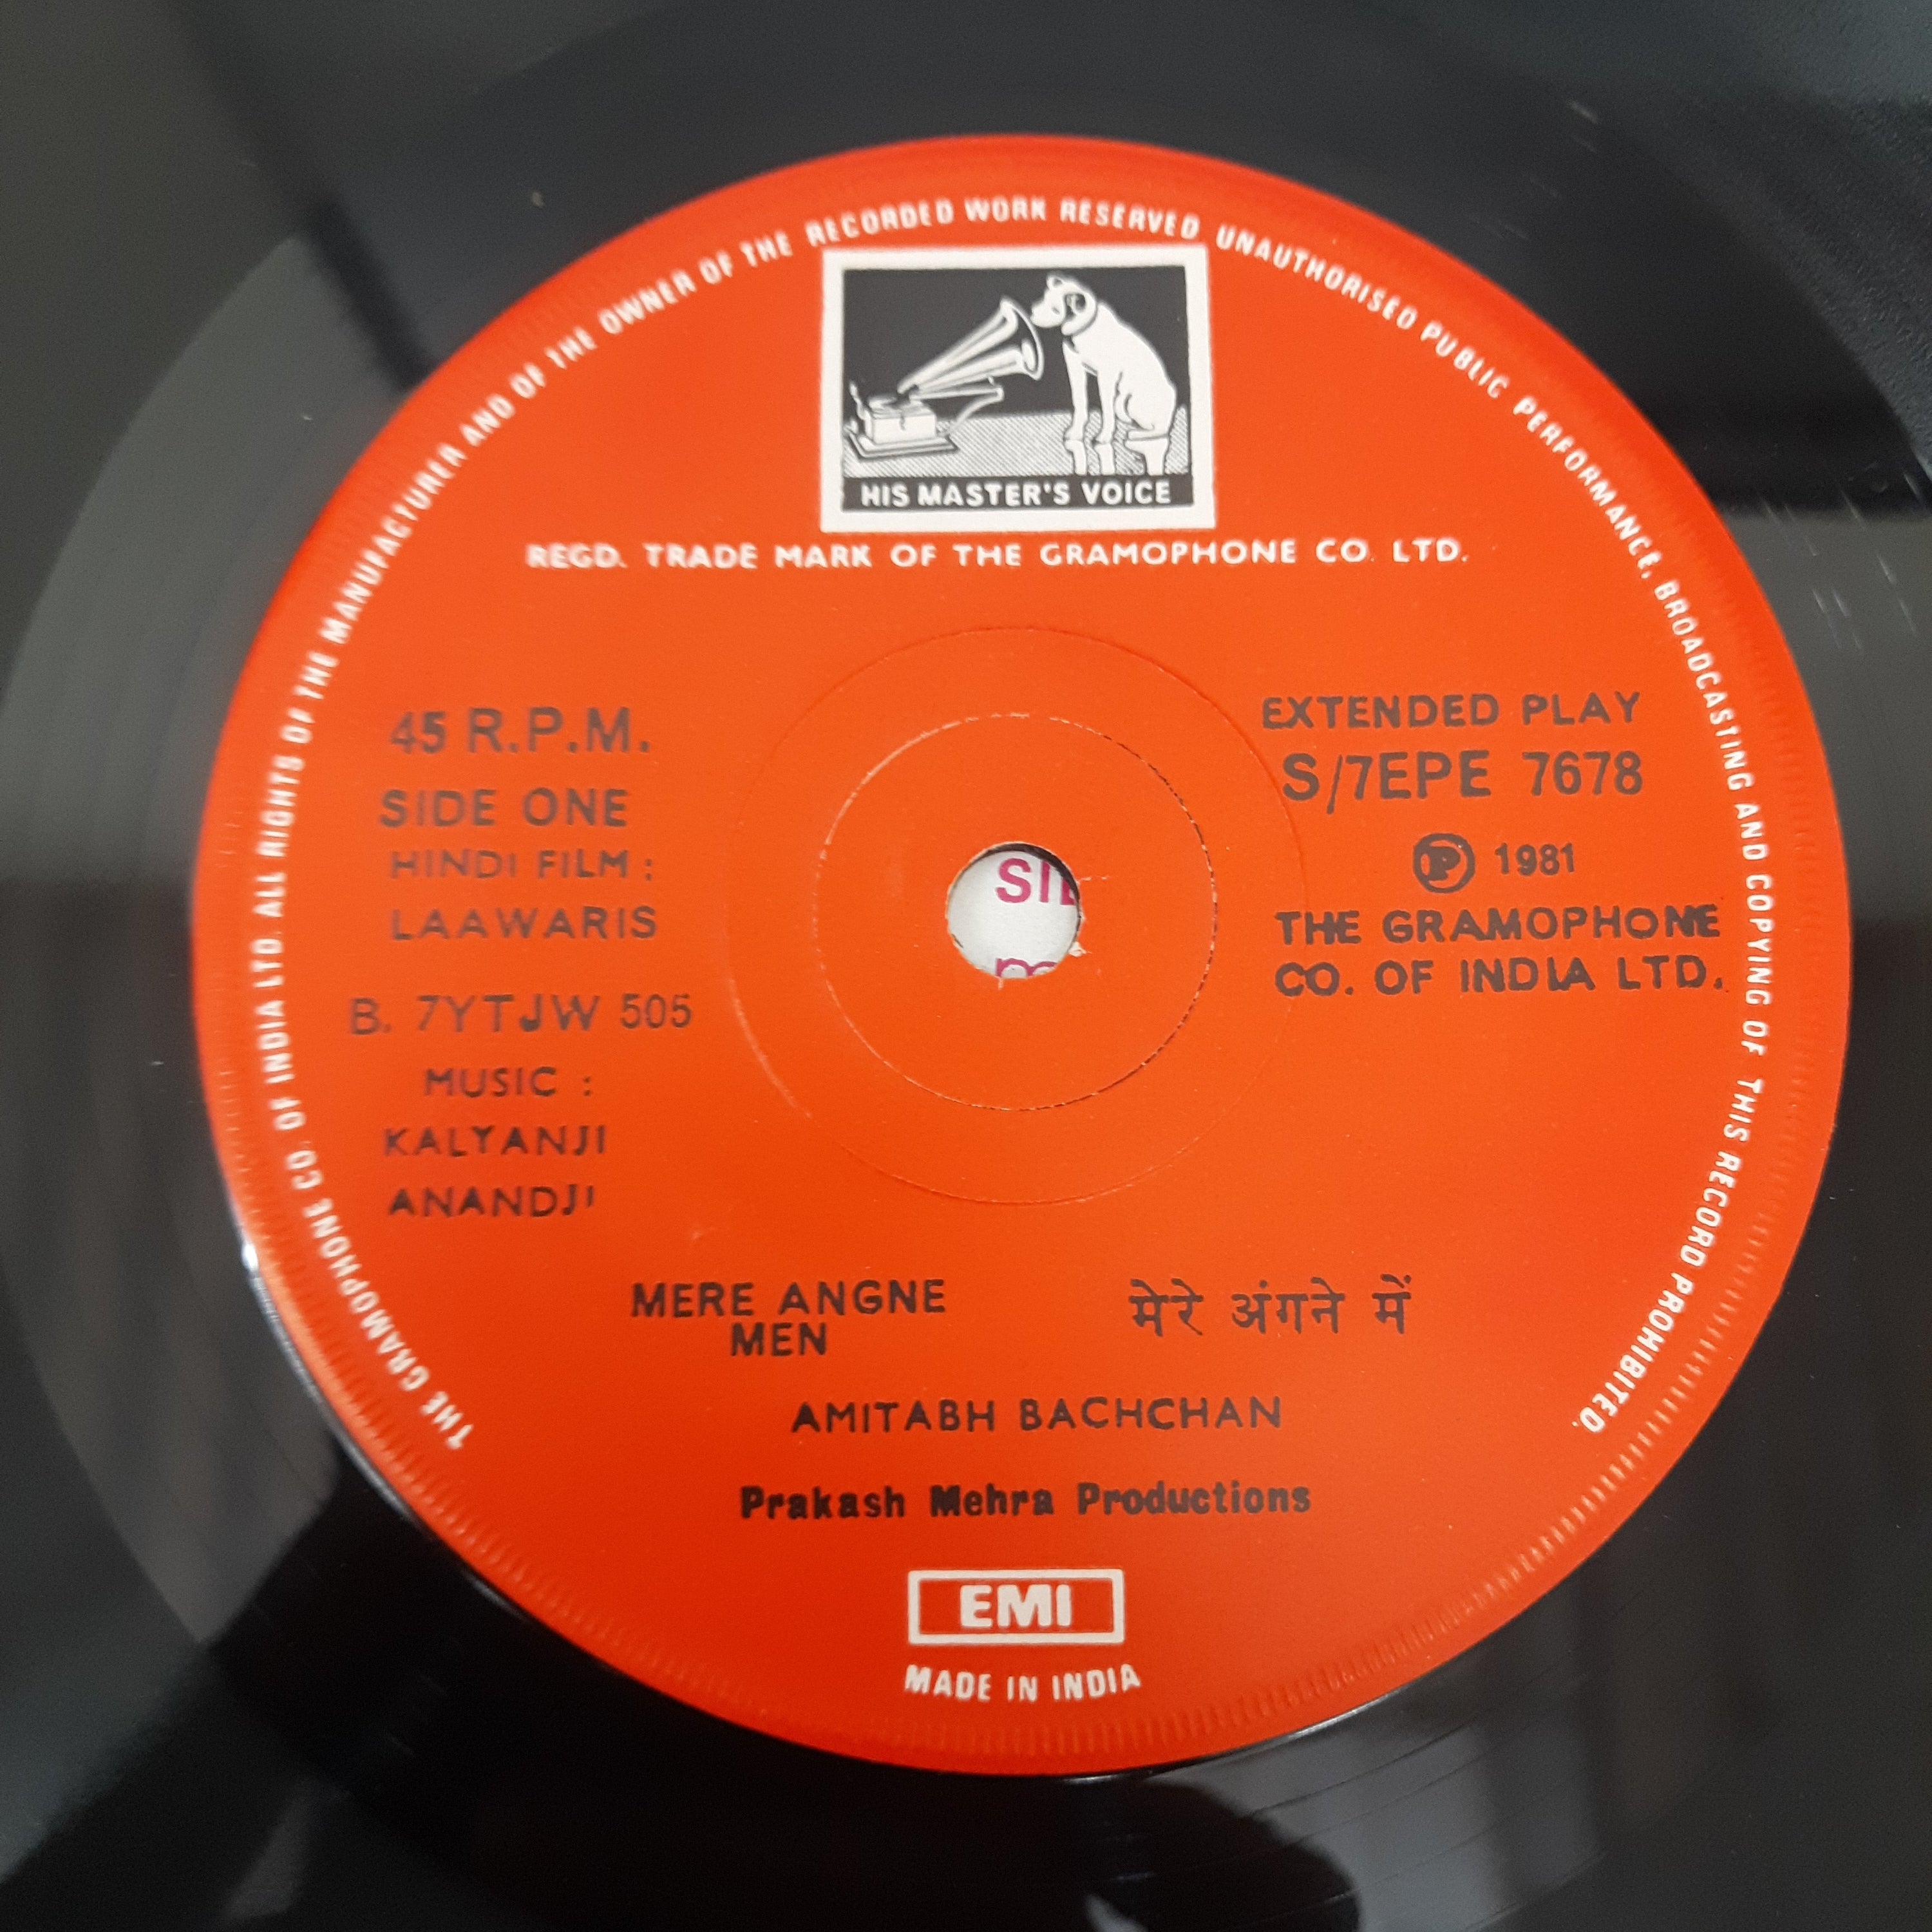 THE GRAMOPHONE CO. OF INDIA LTD. ALL RIGHTS OF THE MANUFACTURER AND OF THE OWNER OF THE RECORDED WORK RESERVED. UNAUTHORISED PUBLIC PERFORMANCE, BROADCASTING AND COPYING OF THIS RECORD PROHIBITED.
HIS MASTER'S VOICE
REGD. TRADE MARK OF THE GRAMOPHONE CO. LTD.
45 R.P.M.
SIDE ONE
HINDI FILM :
LAAWARIS
B. 7YTJW 505
MUSIC :
KALYANJI
ANANDJI
EXTENDED PLAY
S/7EPE 7678
Ⓟ 1981
THE GRAMOPHONE
CO. OF INDIA LTD.
MERE ANGNE
MEN
मेरे अंगने में
AMITABH BACHCHAN
Prakash Mehra Productions
EMI
MADE IN INDIA